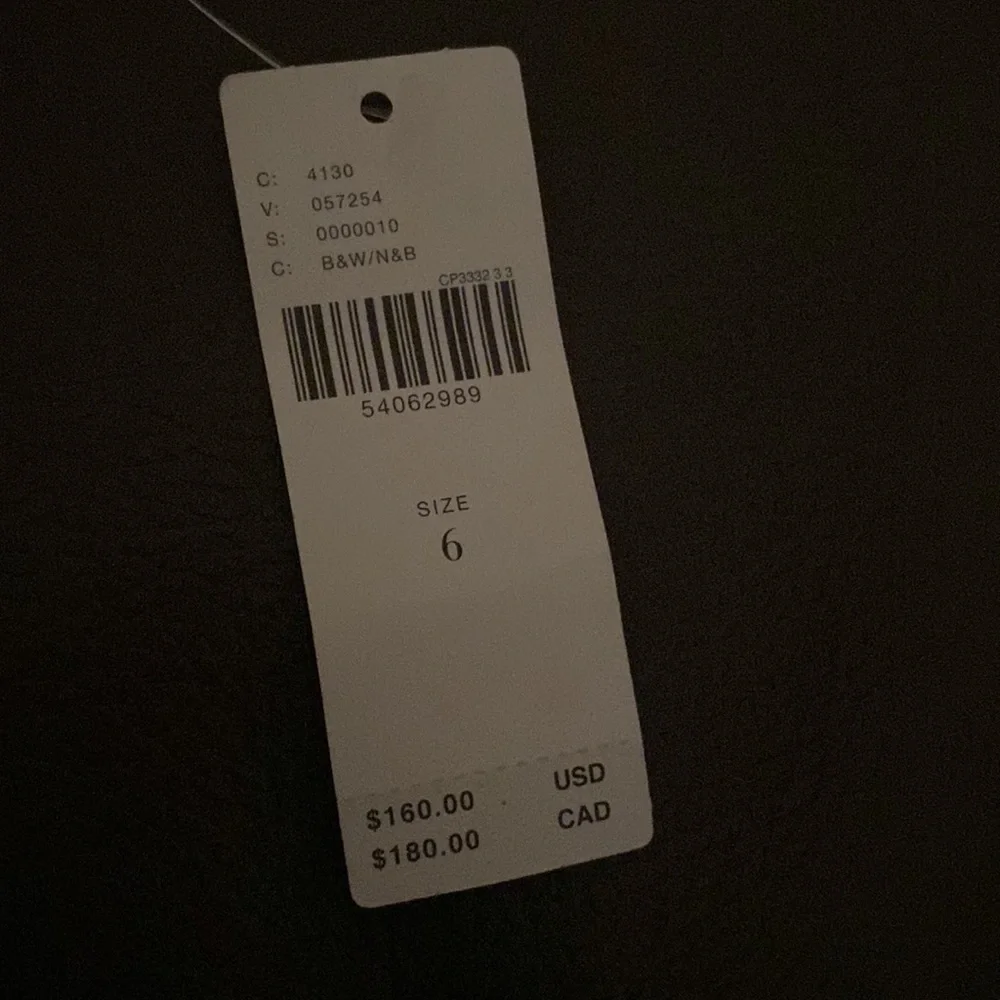 C: 4130
V: 057254
S: 0000010
C: B&W/N&B
CP3332 3 3
54062989
SIZE
6
$160.00 USD
$180.00 CAD